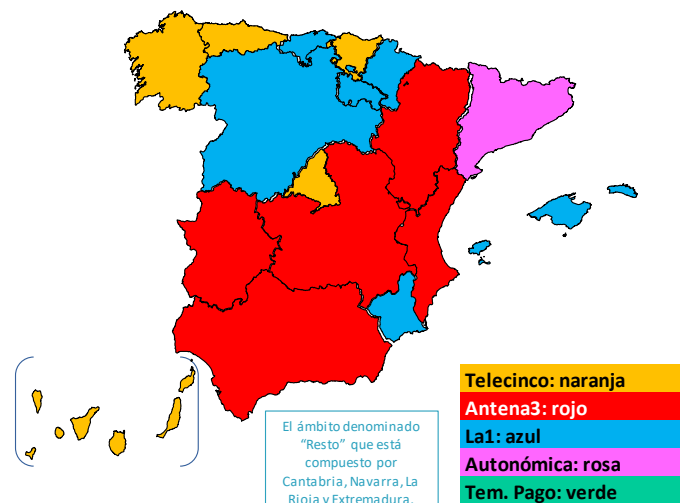 El ámbito denominado
"Resto" que está
compuesto por
Cantabria, Navarra, La
Rioja y Extremadura.
Telecinco: naranja
Antena3: rojo
La1: azul
Autonómica: rosa
Tem. Pago: verde